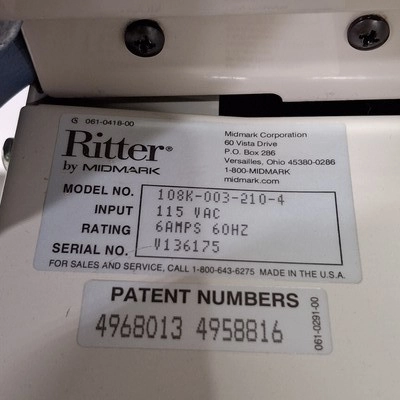 061-0418-00
Ritter®
by MIDMARK
Midmark Corporation
60 Vista Drive
P.O. Box 286
Versailles, Ohio 45380-0286
1-800-MIDMARK
midmark.com
MODEL NO. 108K-003-210-4
INPUT 115 VAC
RATING 6AMPS 60HZ
SERIAL NO. V136175
FOR SALES AND SERVICE, CALL 1-800-643-6275 MADE IN THE U.S.A.
PATENT NUMBERS
4968013 4958816
061-0291-00